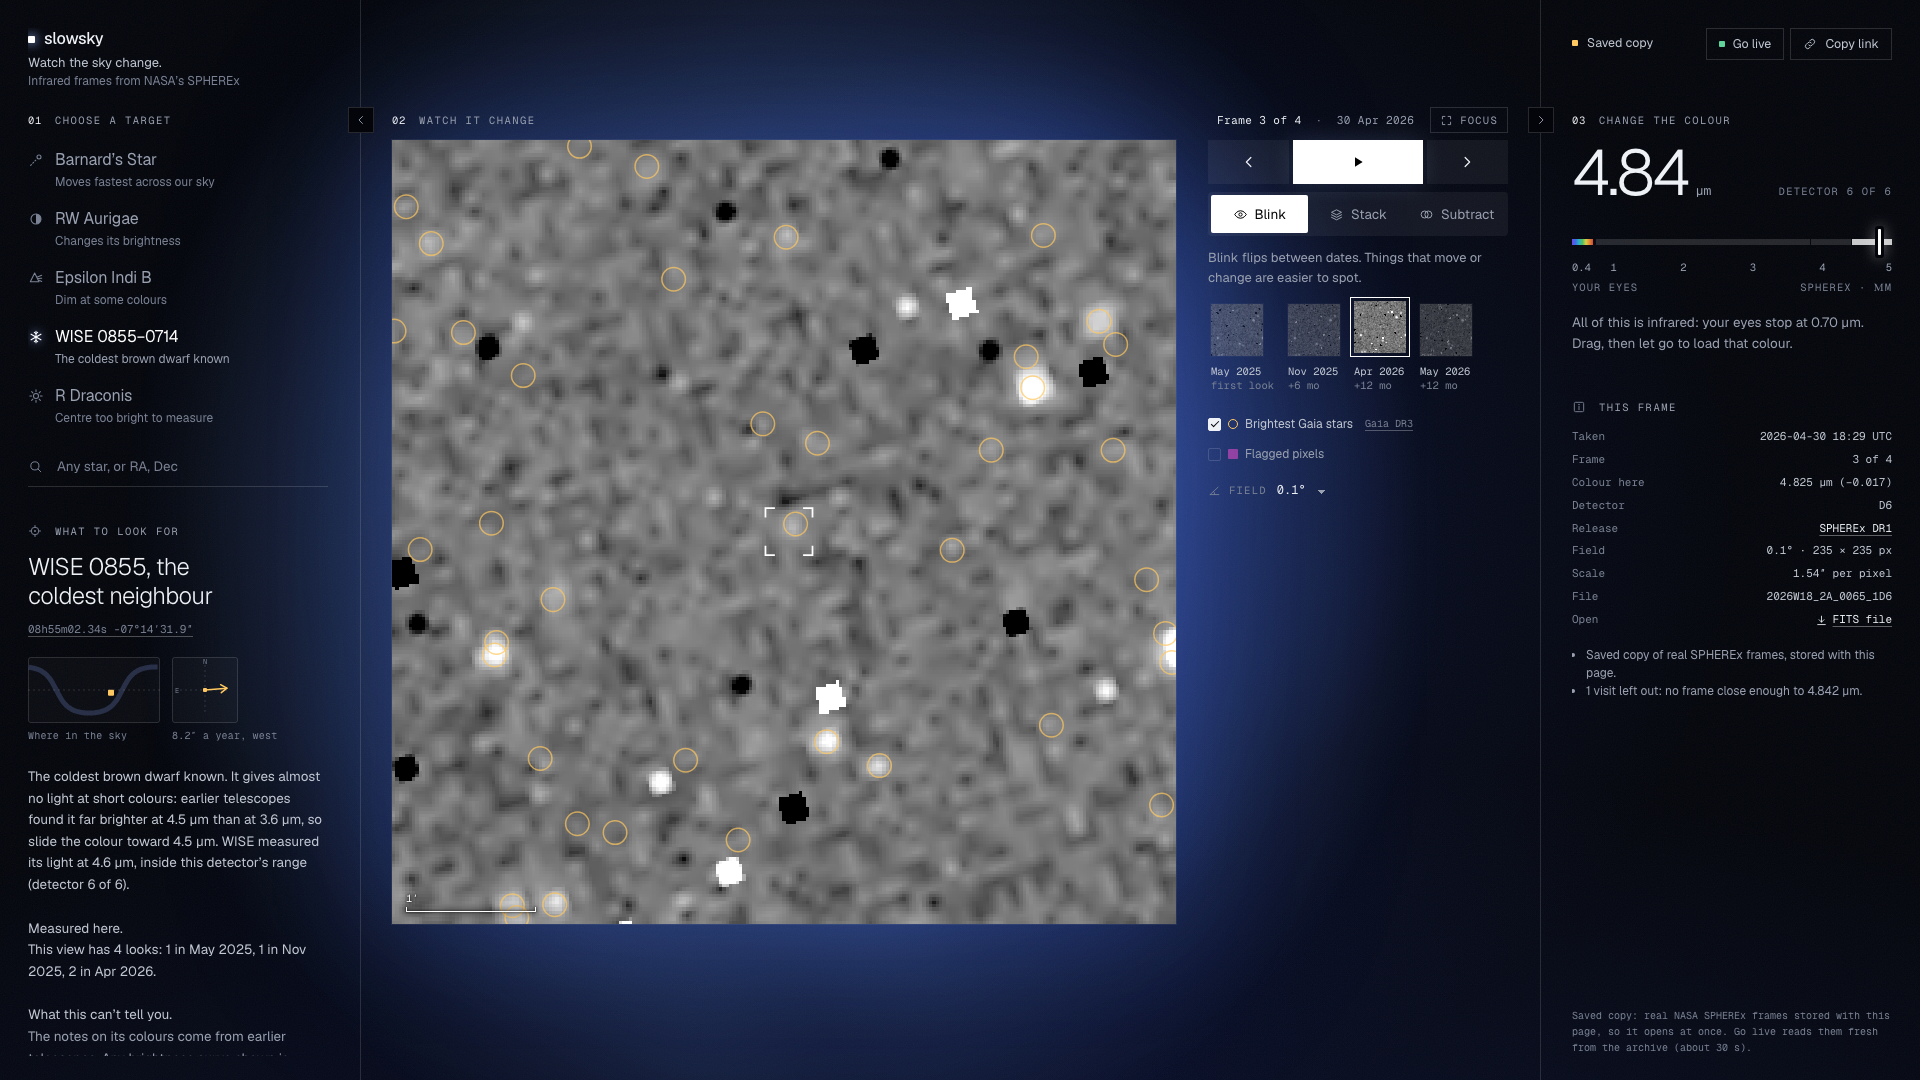 slowsky
Watch the sky change.
Infrared frames from NASA's SPHEREx
01 CHOOSE A TARGET
Barnard's Star
Moves fastest across our sky
RW Aurigae
Changes its brightness
Epsilon Indi B
Dim at some colours
WISE 0855–0714
The coldest brown dwarf known
R Draconis
Centre too bright to measure
Any star, or RA, Dec
WHAT TO LOOK FOR
WISE 0855, the
coldest neighbour
08h55m02.34s -07°14'31.9"
N
E
Where in the sky
8.2″ a year, west
The coldest brown dwarf known. It gives almost
no light at short colours: earlier telescopes
found it far brighter at 4.5 µm than at 3.6 µm, so
slide the colour toward 4.5 µm. WISE measured
its light at 4.6 µm, inside this detector's range
(detector 6 of 6).
Measured here.
This view has 4 looks: 1 in May 2025, 1 in Nov
2025, 2 in Apr 2026.
What this can't tell you.
The notes on its colours come from earlier
02 WATCH IT CHANGE
Frame 3 of 4 · 30 Apr 2026
FOCUS
1'
Blink
Stack
Subtract
Blink flips between dates. Things that move or
change are easier to spot.
May 2025
first look
Nov 2025
+6 mo
Apr 2026
+12 mo
May 2026
+12 mo
Brightest Gaia stars Gaia DR3
Flagged pixels
FIELD 0.1°
Saved copy
Go live
Copy link
03 CHANGE THE COLOUR
4.84 µm
DETECTOR 6 OF 6
0.4 1 2 3 4 5
YOUR EYES
SPHEREX · MM
All of this is infrared: your eyes stop at 0.70 µm.
Drag, then let go to load that colour.
THIS FRAME
Taken 2026-04-30 18:29 UTC
Frame 3 of 4
Colour here 4.825 µm (−0.017)
Detector D6
Release SPHEREx DR1
Field 0.1° · 235 × 235 px
Scale 1.54″ per pixel
File 2026W18_2A_0065_1D6
Open FITS file
Saved copy of real SPHEREx frames, stored with this
page.
1 visit left out: no frame close enough to 4.842 µm.
Saved copy: real NASA SPHEREx frames stored with this
page, so it opens at once. Go live reads them fresh
from the archive (about 30 s).